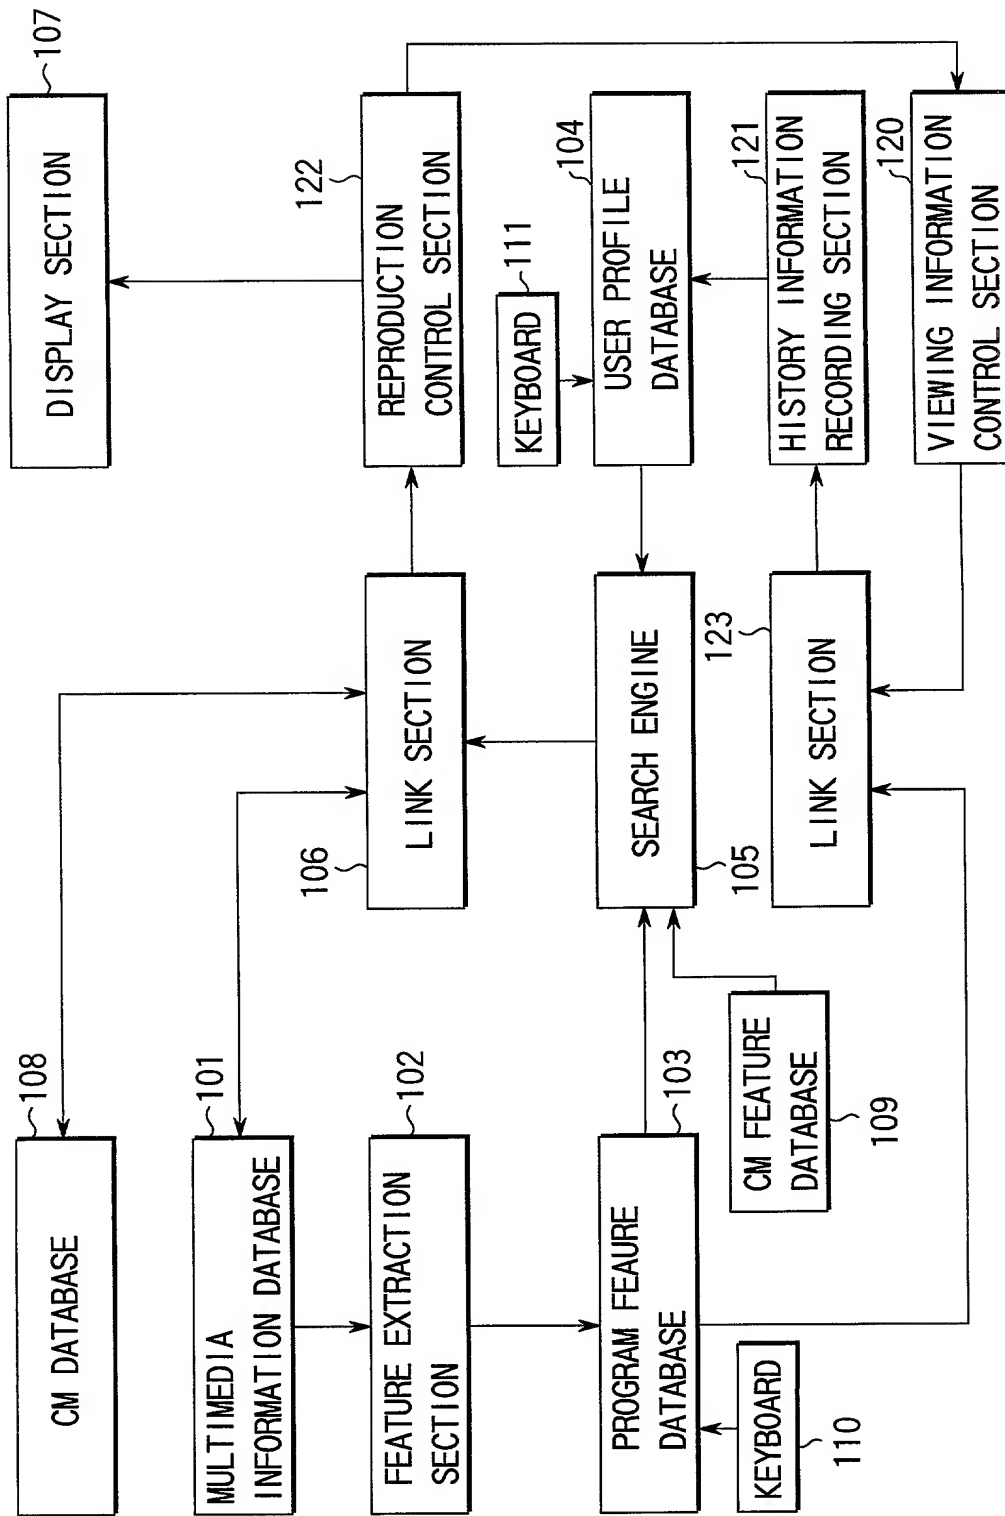 CM DATABASE
108
MULTIMEDIA
INFORMATION DATABASE
101
FEATURE EXTRACTION
SECTION
102
PROGRAM FEAURE
DATABASE
103
KEYBOARD
110
CM FEATURE
DATABASE
109
LINK SECTION
106
SEARCH ENGINE
105
LINK SECTION
123
DISPLAY SECTION
107
REPRODUCTION
CONTROL SECTION
122
KEYBOARD
111
USER PROFILE
DATABASE
104
HISTORY INFORMATION
RECORDING SECTION
121
VIEWING INFORMATION
CONTROL SECTION
120